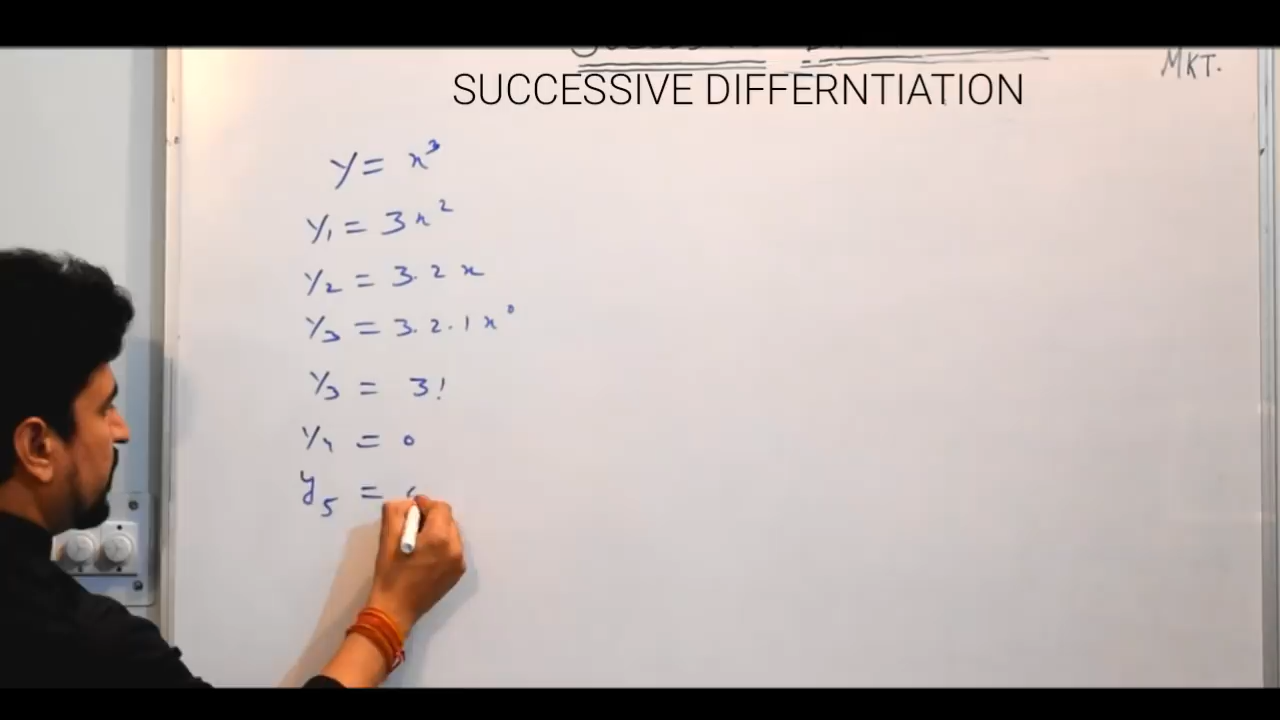 MKT.
SUCCESSIVE DIFFERNTIATION
y = x³
y₁ = 3x²
y₂ = 3.2x
y₃ = 3.2.1x⁰
y₃ = 3!
y₄ = 0
y₅ =